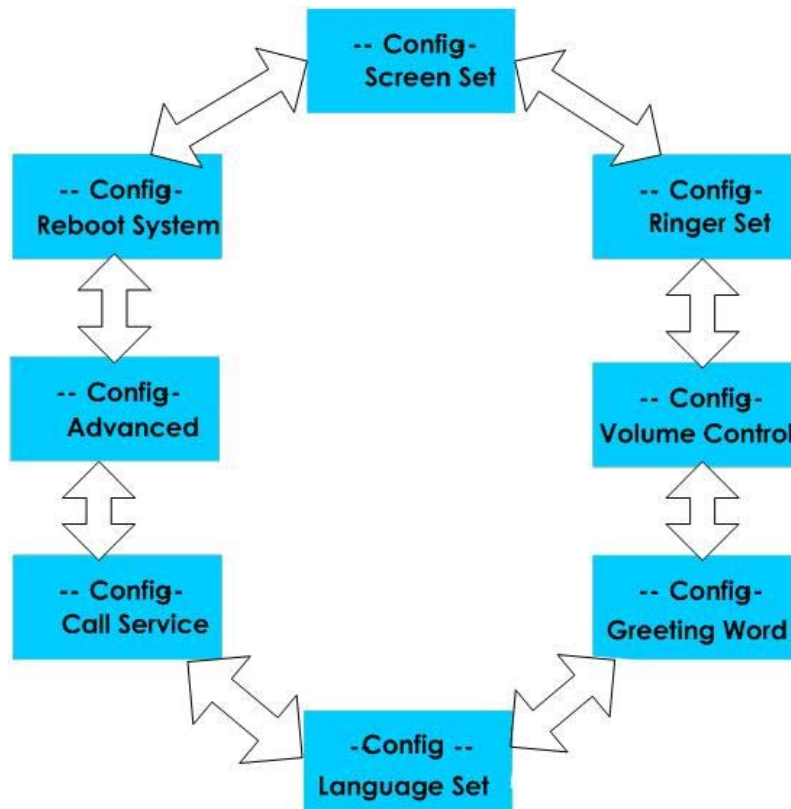 -- Config-
Screen Set
-- Config-
Reboot System
-- Config-
Ringer Set
-- Config-
Advanced
-- Config-
Volume Control
-- Config-
Call Service
-- Config-
Greeting Word
-Config --
Language Set